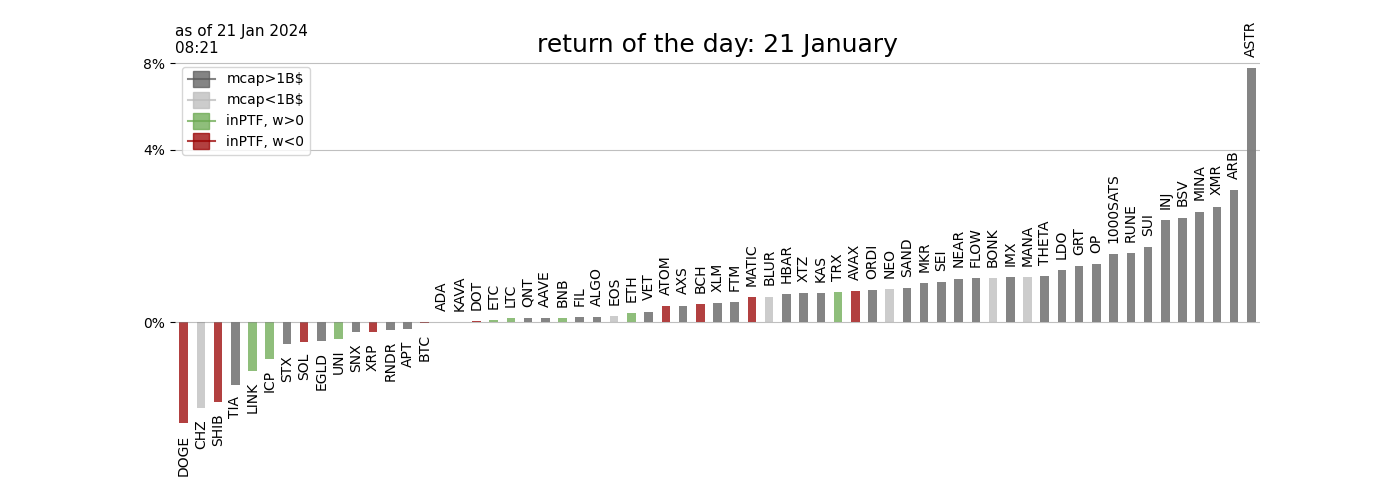 as of 21 Jan 2024
08:21
return of the day: 21 January
8%
4%
0%
mcap>1B$
mcap<1B$
inPTF, w>0
inPTF, w<0
DOGE
CHZ
SHIB
TIA
LINK
ICP
STX
SOL
EGLD
UNI
SNX
XRP
RNDR
APT
BTC
ADA
KAVA
DOT
ETC
LTC
QNT
AAVE
BNB
FIL
ALGO
EOS
ETH
VET
ATOM
AXS
BCH
XLM
FTM
MATIC
BLUR
HBAR
XTZ
KAS
TRX
AVAX
ORDI
NEO
SAND
MKR
SEI
NEAR
FLOW
BONK
IMX
MANA
THETA
LDO
GRT
OP
1000SATS
RUNE
SUI
INJ
BSV
MINA
XMR
ARB
ASTR